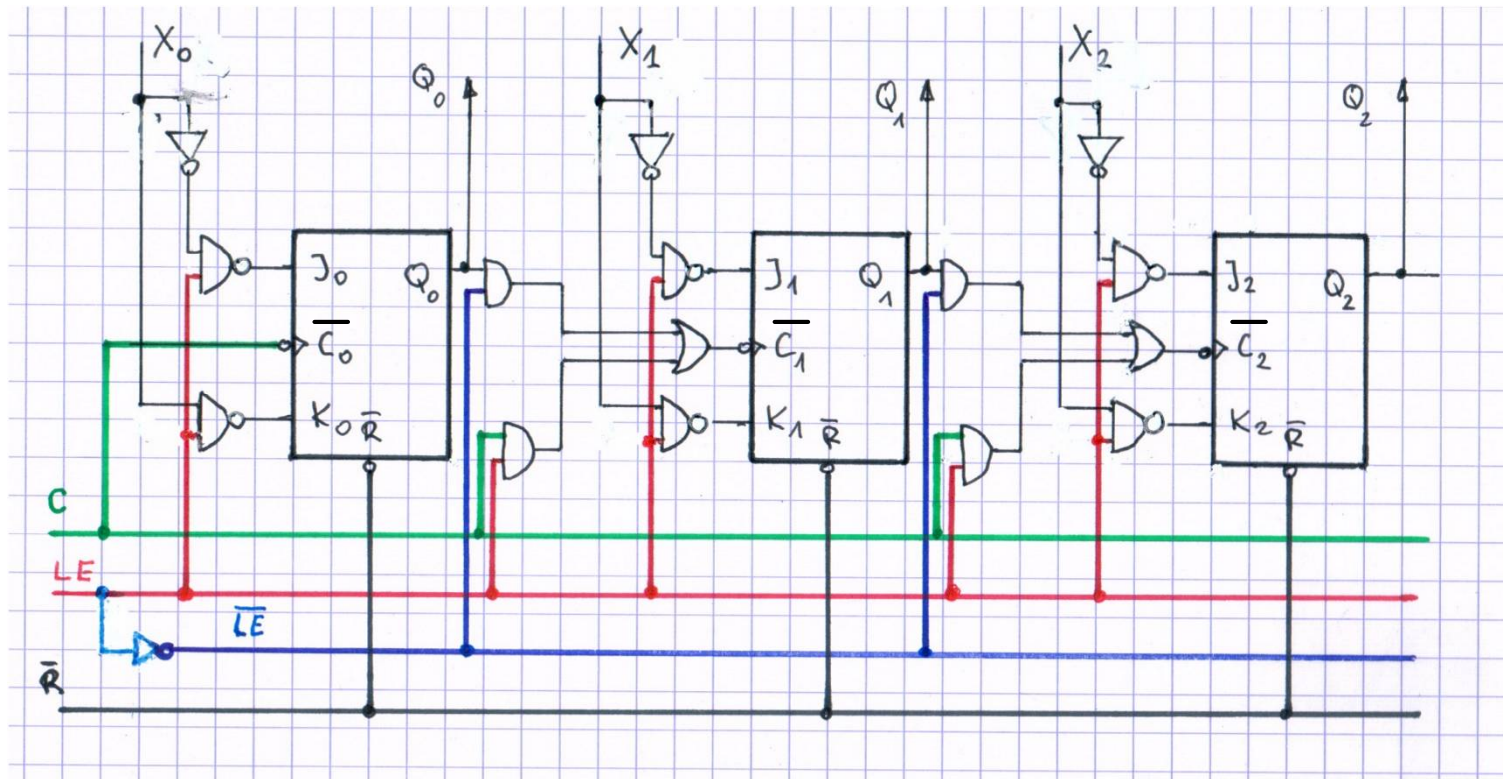 X₀ X₁ X₂
Q₀ Q₁ Q₂
J₀ Q₀ J₁ Q₁ J₂ Q₂
C̅₀ C̅₁ C̅₂
K₀ R̅ K₁ R̅ K₂ R̅
C
LE
L̅E̅
R̅